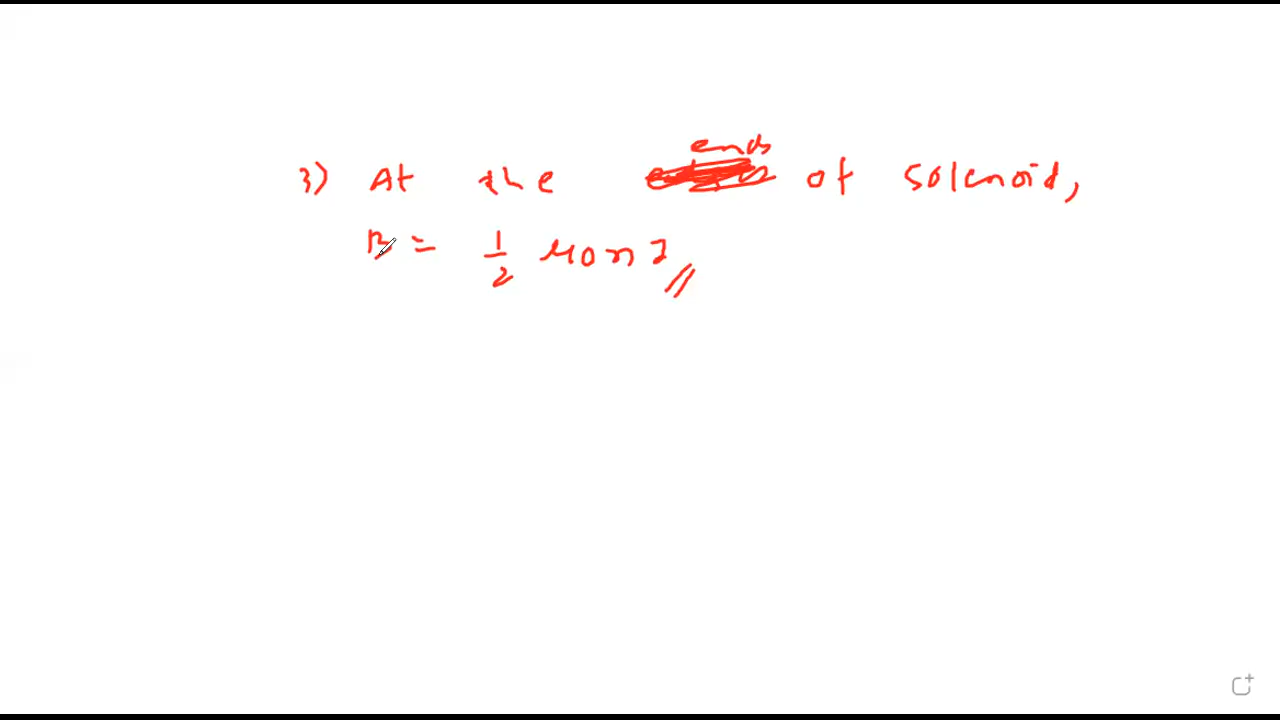 3) At the ends of solenoid,
B = 1/2 μ0nI